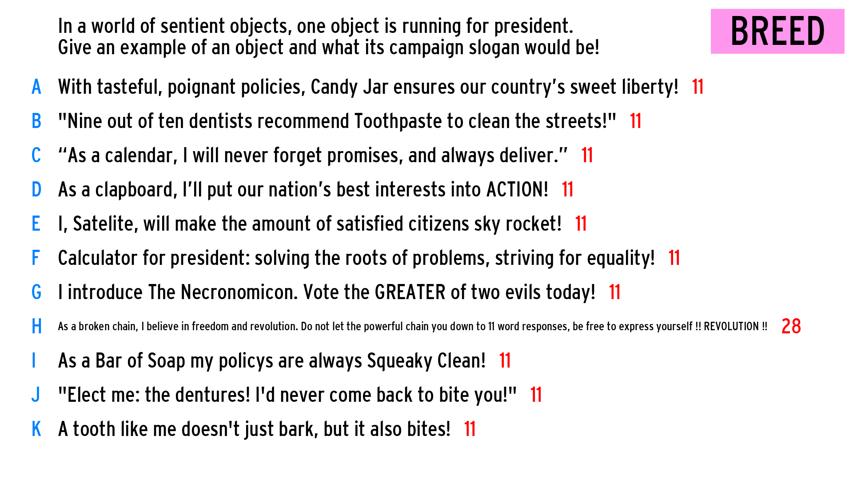 In a world of sentient objects, one object is running for president.
Give an example of an object and what its campaign slogan would be!
BREED
A With tasteful, poignant policies, Candy Jar ensures our country’s sweet liberty! 11
B "Nine out of ten dentists recommend Toothpaste to clean the streets!" 11
C “As a calendar, I will never forget promises, and always deliver.” 11
D As a clapboard, I’ll put our nation’s best interests into ACTION! 11
E I, Satelite, will make the amount of satisfied citizens sky rocket! 11
F Calculator for president: solving the roots of problems, striving for equality! 11
G I introduce The Necronomicon. Vote the GREATER of two evils today! 11
H As a broken chain, I believe in freedom and revolution. Do not let the powerful chain you down to 11 word responses, be free to express yourself !! REVOLUTION !! 28
I As a Bar of Soap my policys are always Squeaky Clean! 11
J "Elect me: the dentures! I'd never come back to bite you!" 11
K A tooth like me doesn't just bark, but it also bites! 11